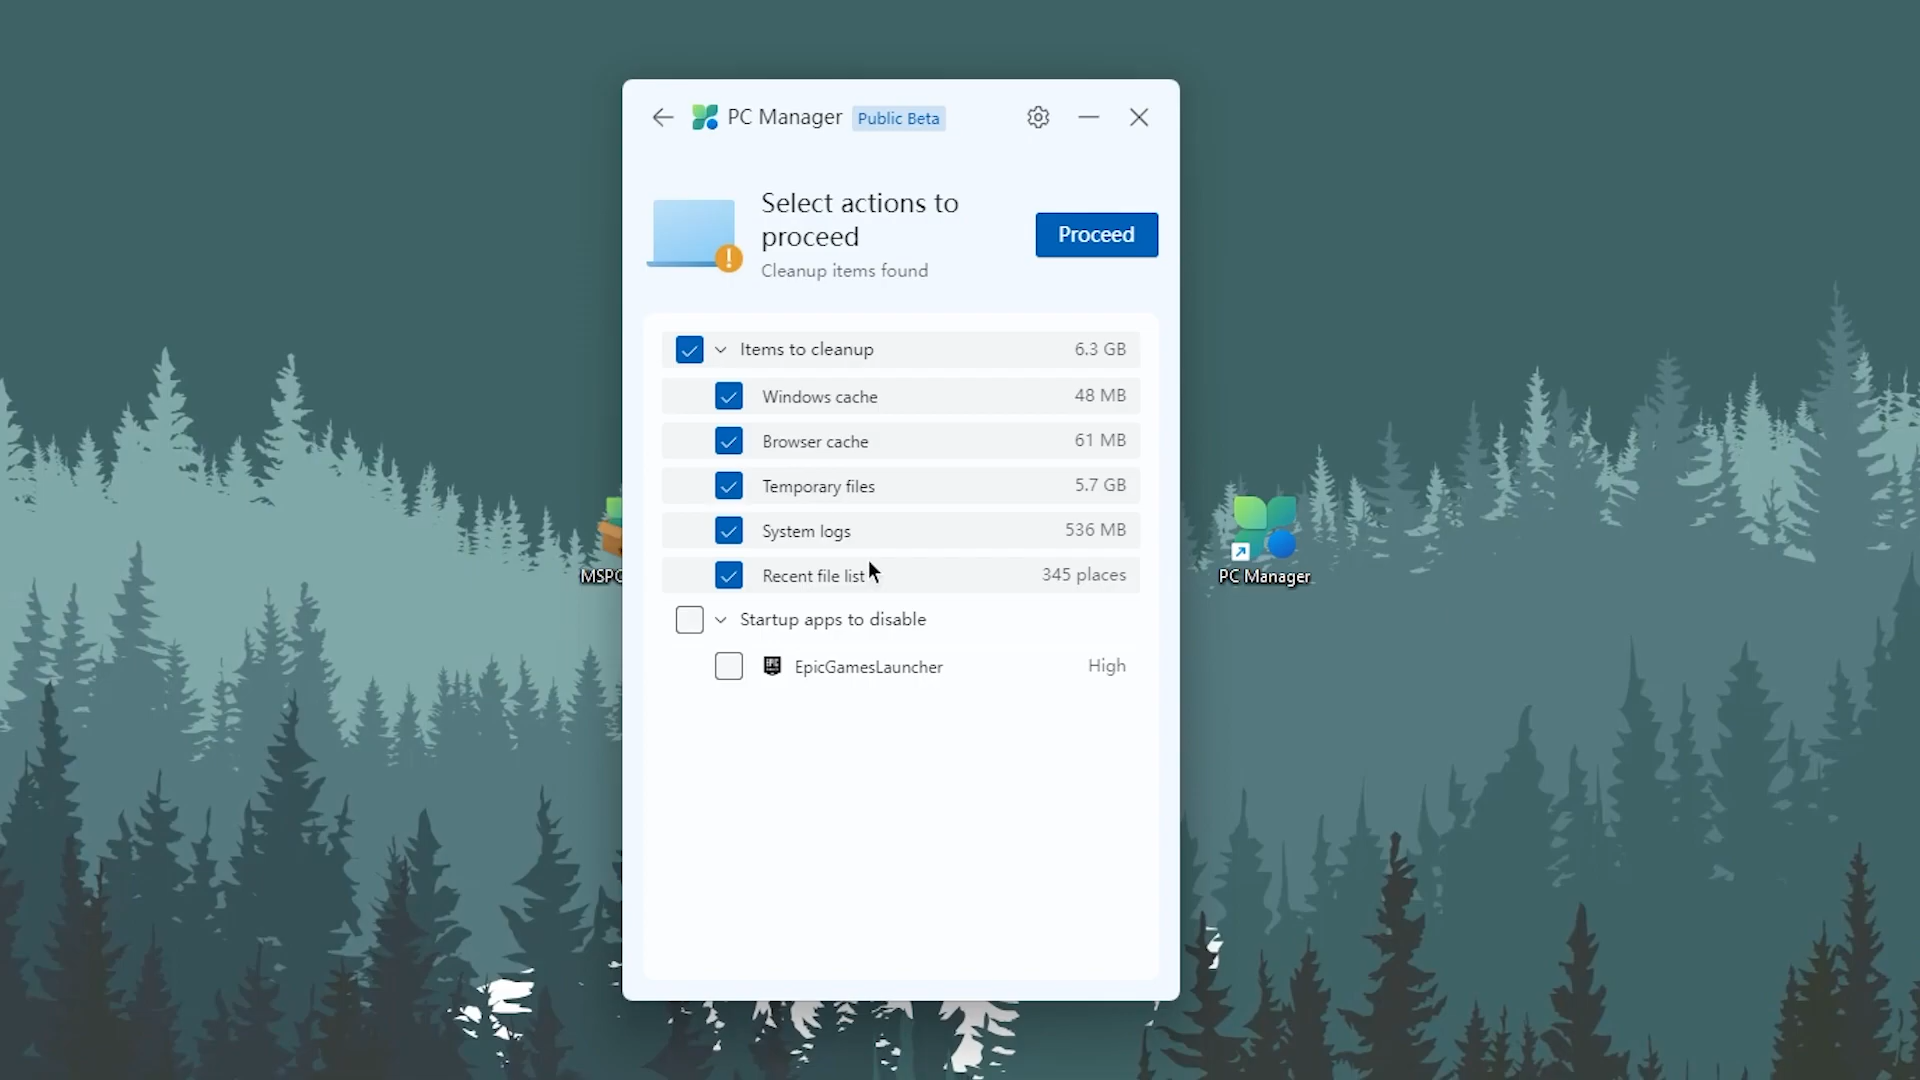 PC Manager Public Beta
Select actions to
proceed
Cleanup items found
Proceed
Items to cleanup 6.3 GB
Windows cache 48 MB
Browser cache 61 MB
Temporary files 5.7 GB
System logs 536 MB
Recent file list 345 places
Startup apps to disable
EPIC EpicGamesLauncher High
MSPC
PC Manager